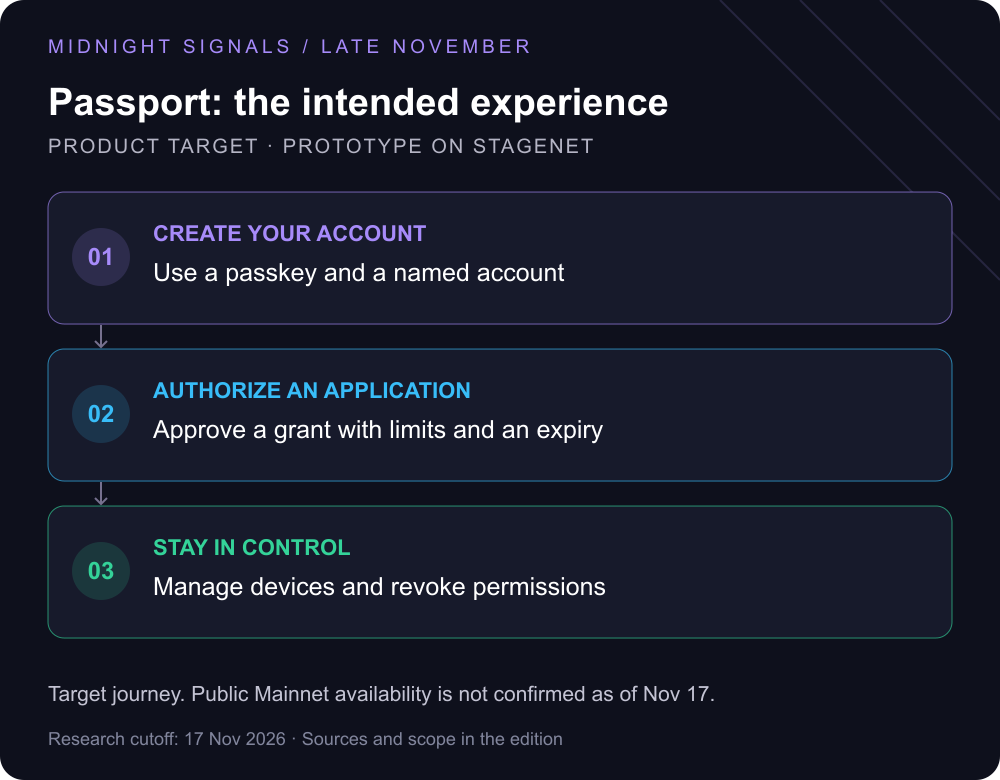 MIDNIGHT SIGNALS / LATE NOVEMBER
Passport: the intended experience
PRODUCT TARGET · PROTOTYPE ON STAGENET
01
CREATE YOUR ACCOUNT
Use a passkey and a named account
02
AUTHORIZE AN APPLICATION
Approve a grant with limits and an expiry
03
STAY IN CONTROL
Manage devices and revoke permissions
Target journey. Public Mainnet availability is not confirmed as of Nov 17.
Research cutoff: 17 Nov 2026 · Sources and scope in the edition